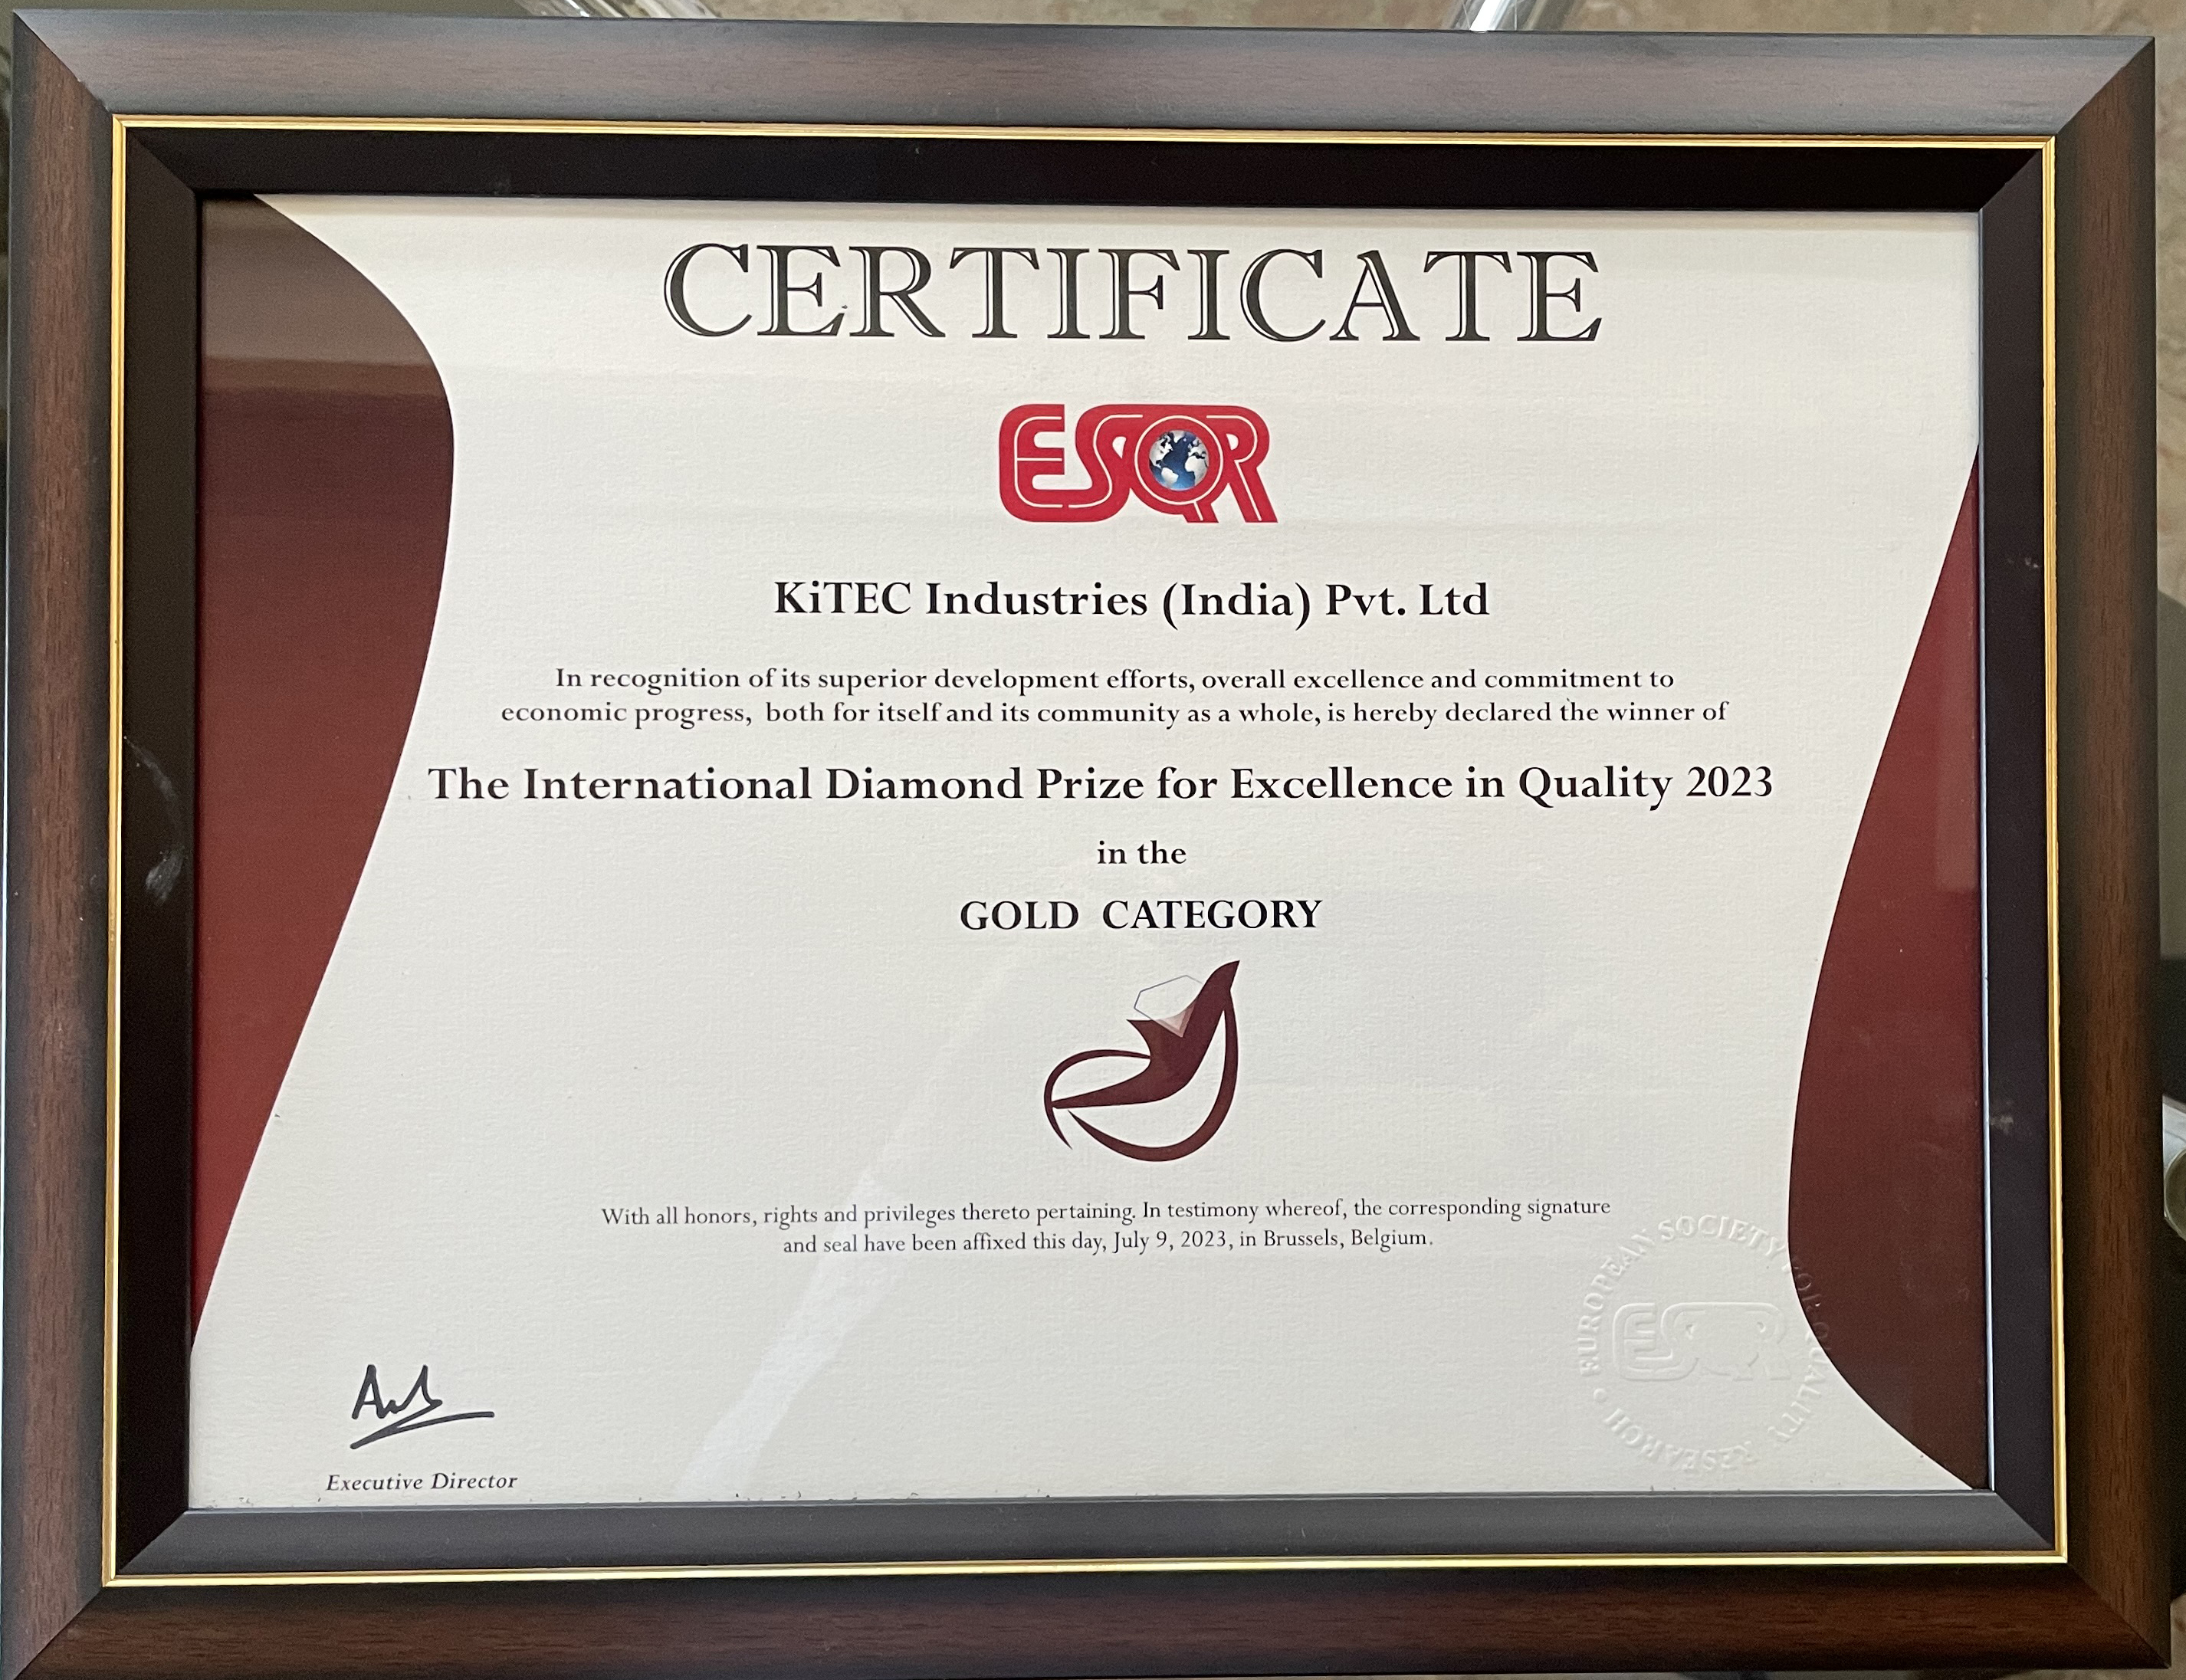 CERTIFICATE
ESQR
KiTEC Industries (India) Pvt. Ltd
In recognition of its superior development efforts, overall excellence and commitment to
economic progress, both for itself and its community as a whole, is hereby declared the winner of
The International Diamond Prize for Excellence in Quality 2023
in the
GOLD CATEGORY
With all honors, rights and privileges thereto pertaining. In testimony whereof, the corresponding signature
and seal have been affixed this day, July 9, 2023, in Brussels, Belgium.
EUROPEAN SOCIETY FOR QUALITY RESEARCH
ESQR
Executive Director